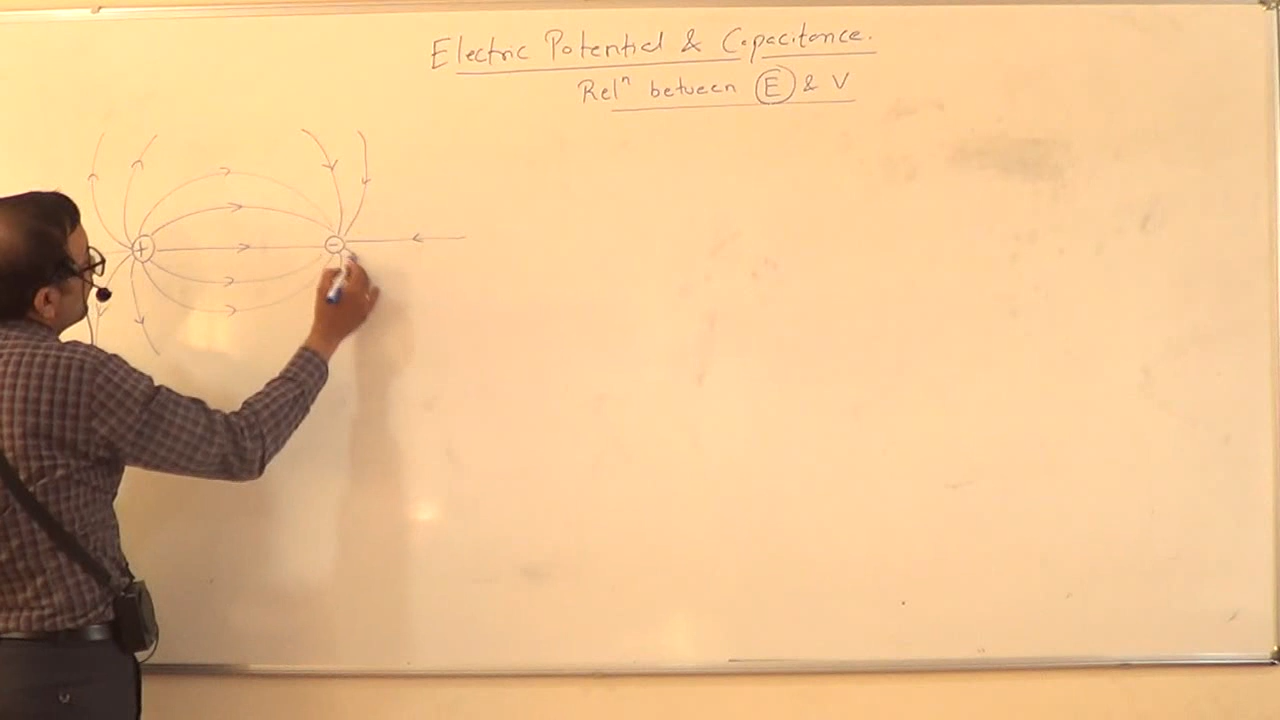 Electric Potential & Capacitance.
Relⁿ between E & V
+ −